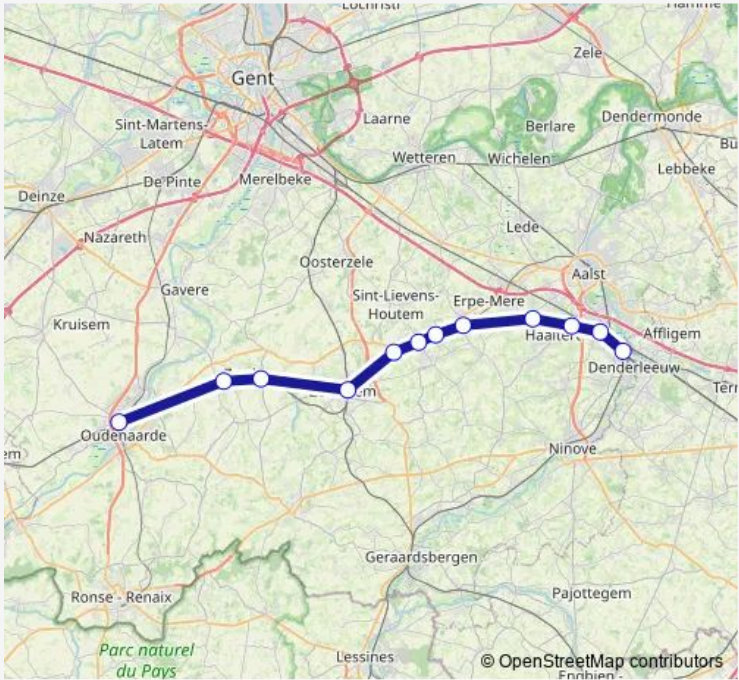 Lochristi
Hamme
Zele
Gent
Dendermonde
Laarne
Berlare
Sint-Martens-
Latem
Wetteren
Wichelen
Lebbeke
De Pinte
Merelbeke
Deinze
Lede
Nazareth
Oosterzele
Aalst
Gavere
Sint-Lievens-
Houtem
Erpe-Mere
Kruisem
Haaltert
Affligem
Denderleeuw
Oudenaarde
Ninove
Geraardsbergen
Ronse - Renaix
Pajottegem
Parc naturel
du Pays
Lessines
© OpenStreetMap contributors